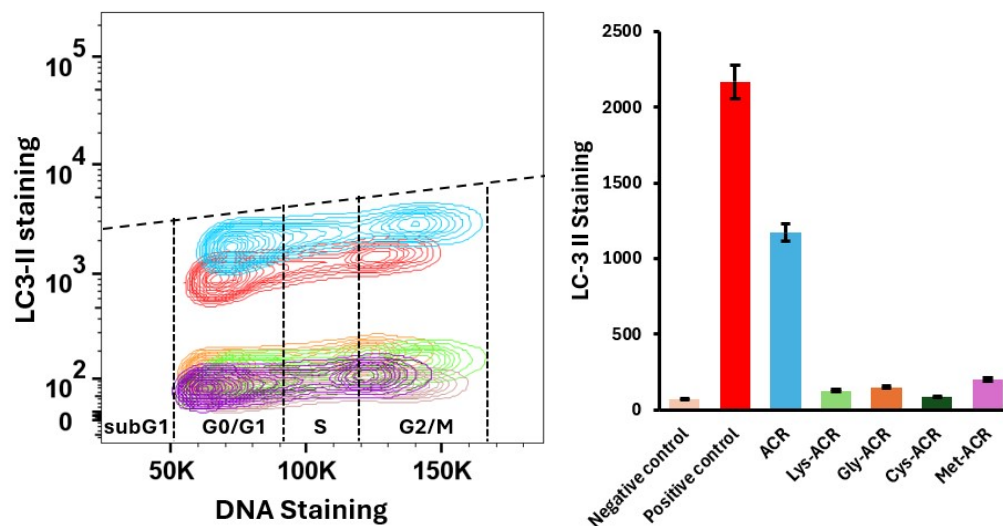 LC3-II staining
10^5
10^4
10^3
10^2
0
subG1 G0/G1 S G2/M
50K 100K 150K
DNA Staining
LC-3 II Staining
2500
2000
1500
1000
500
0
Negative control
Positive control
ACR
Lys-ACR
Gly-ACR
Cys-ACR
Met-ACR